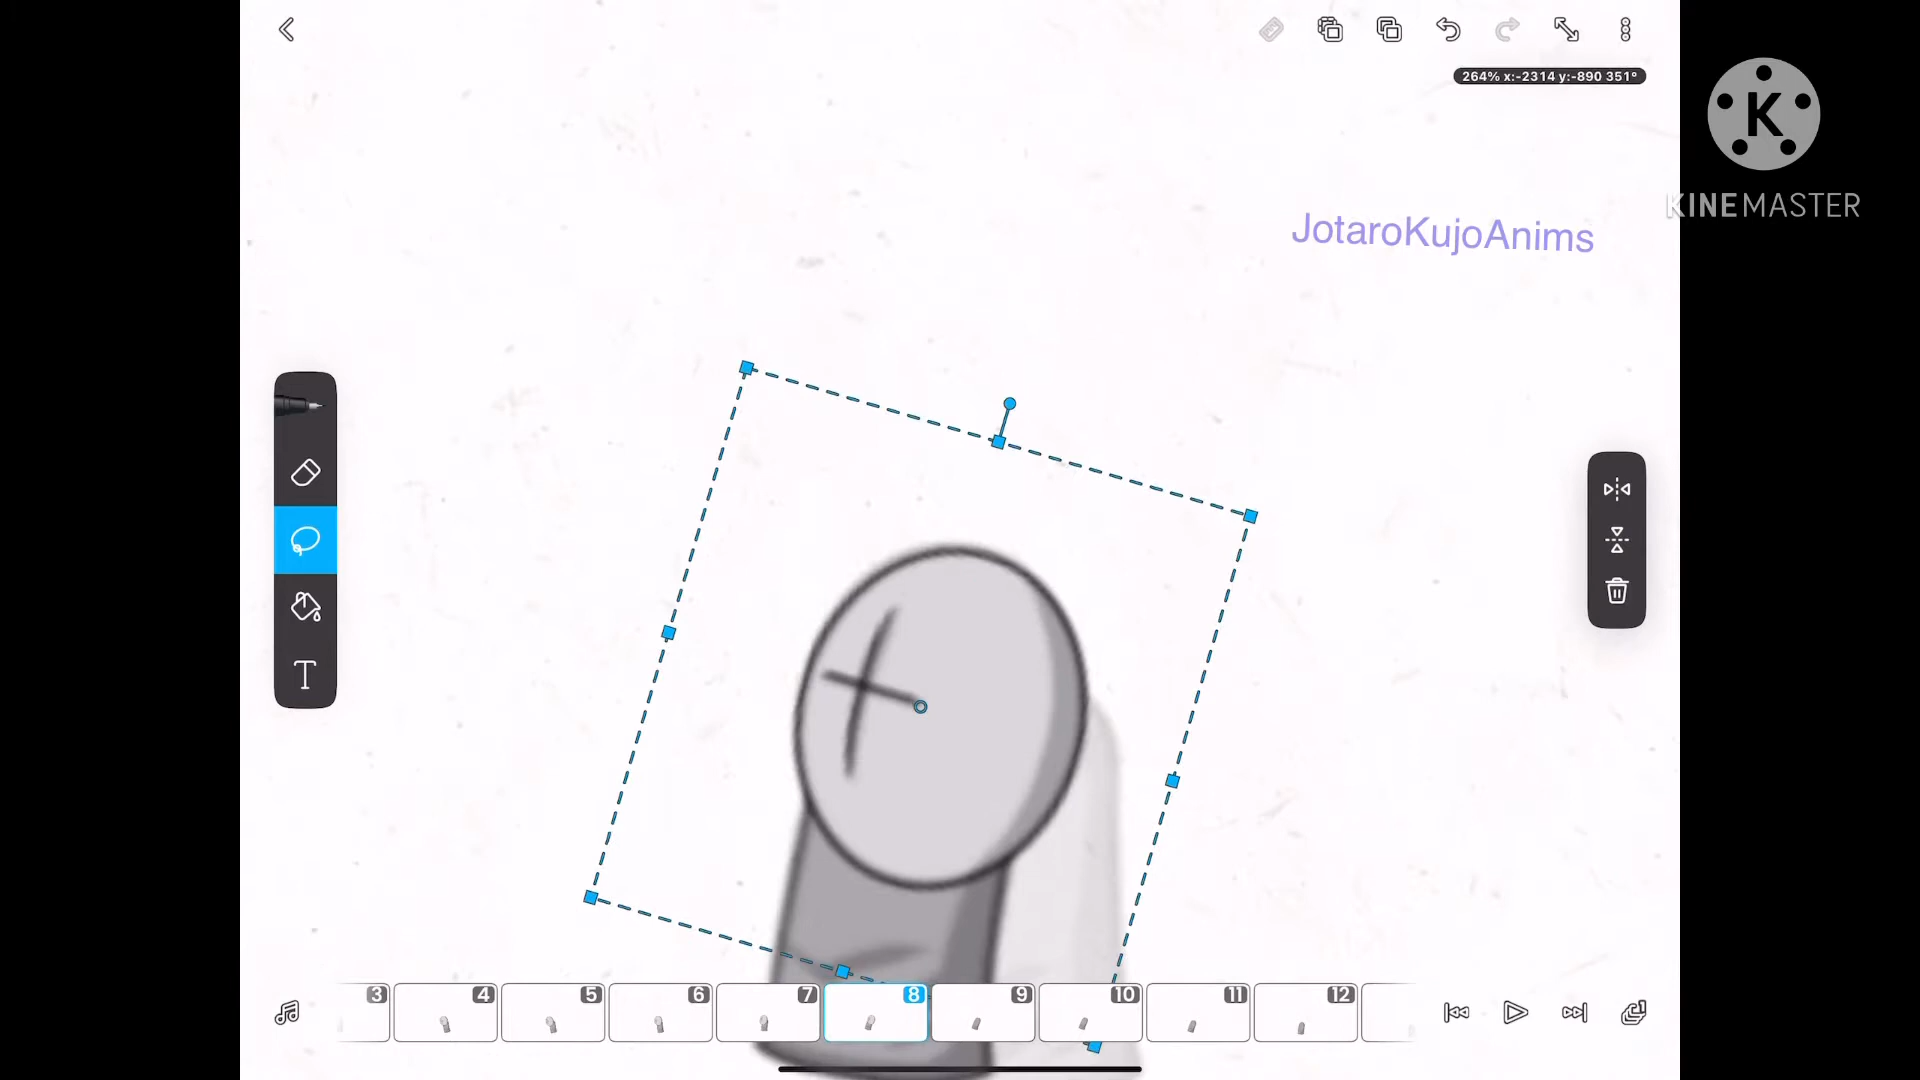 264% x:-2314 y:-890 351°
K
KINEMASTER
JotaroKujoAnims
T
3 4 5 6 7 8 9 10 11 12